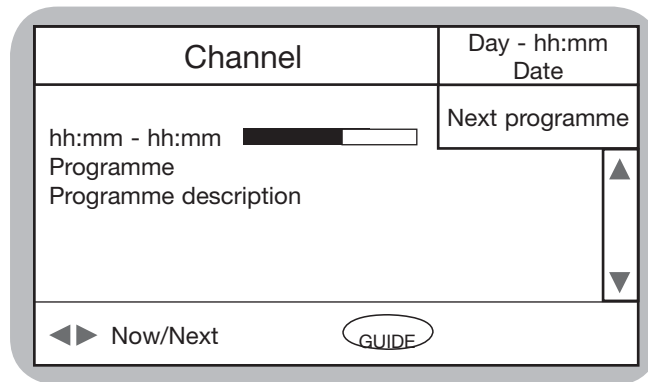 Channel
Day - hh:mm
Date
Next programme
hh:mm - hh:mm
Programme
Programme description
Now/Next
GUIDE